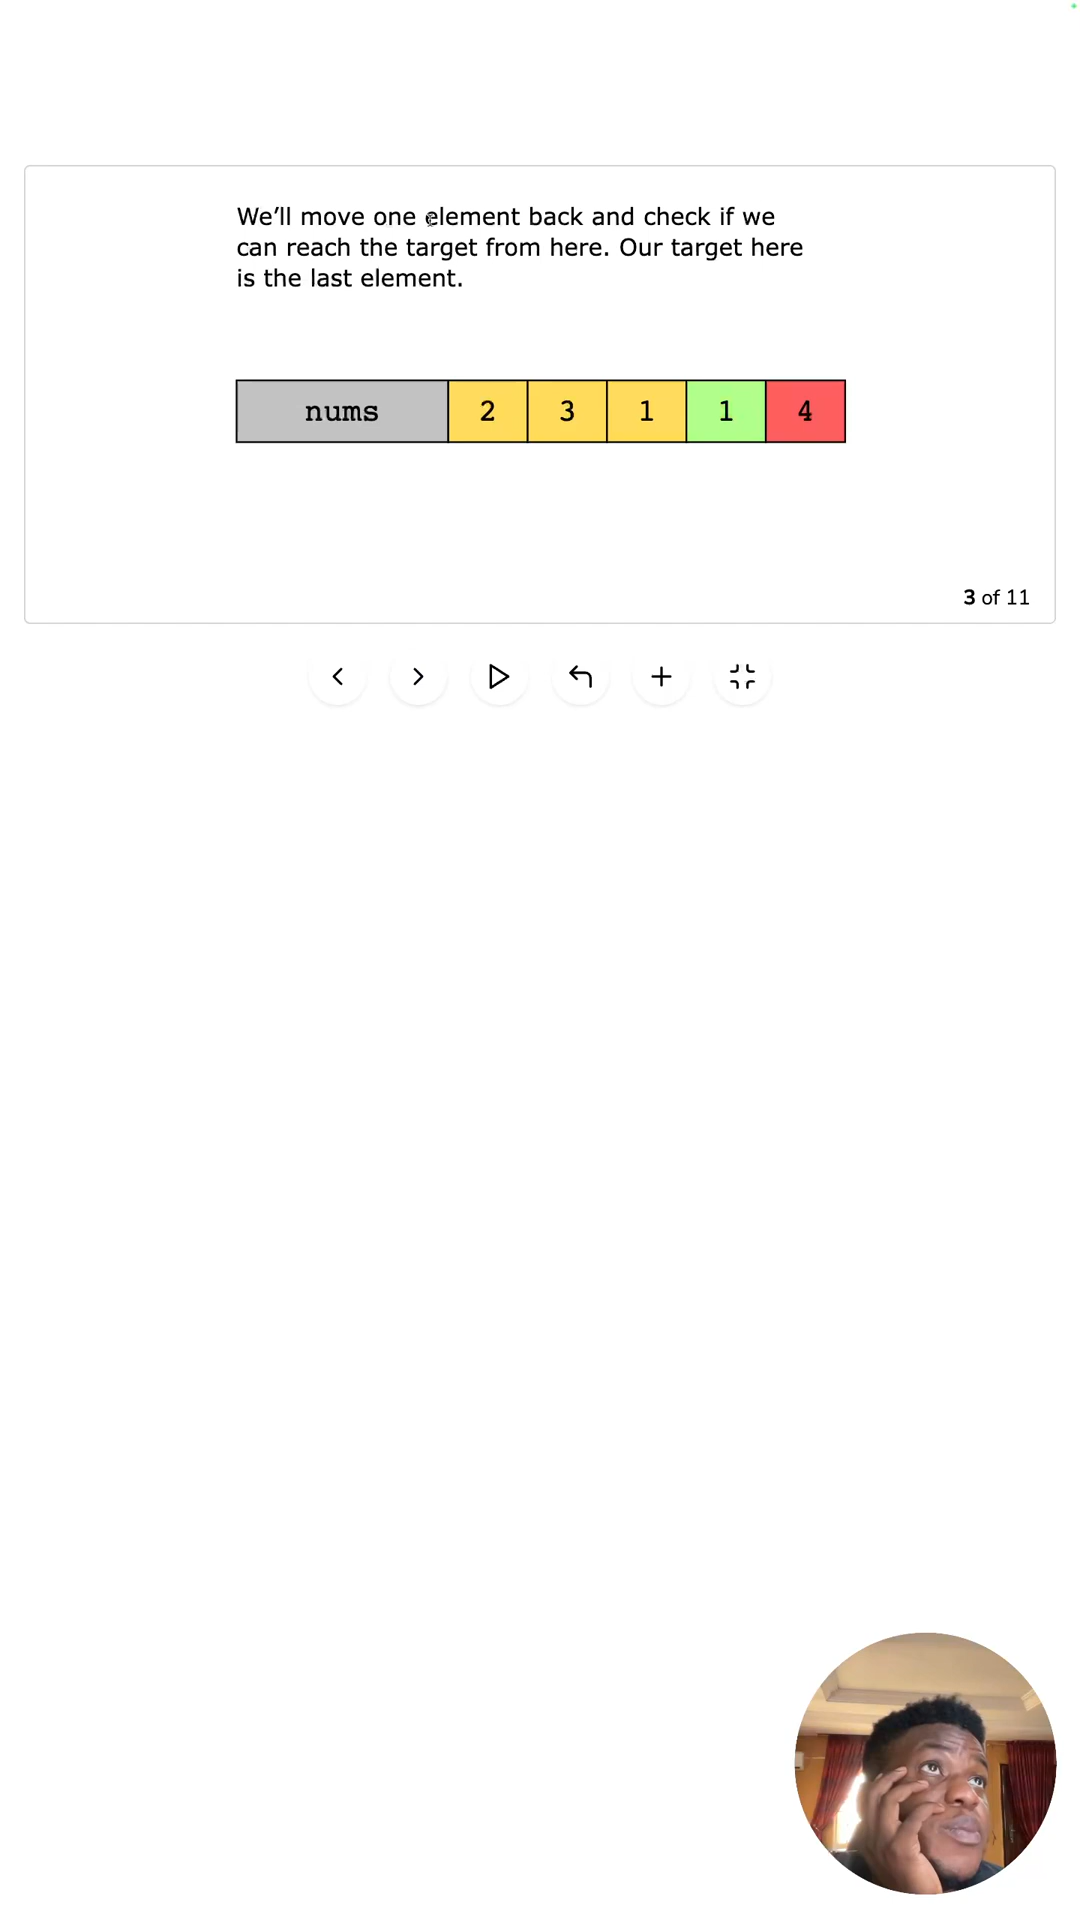 We’ll move one element back and check if we
can reach the target from here. Our target here
is the last element.
nums 2 3 1 1 4
3 of 11